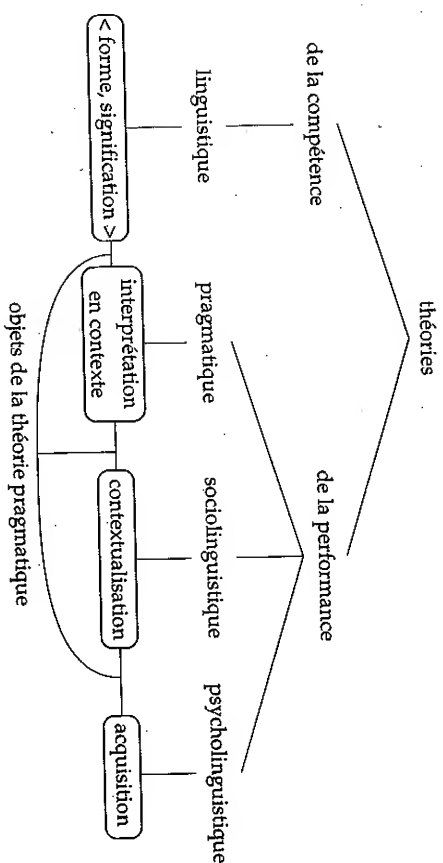 théories
de la compétence
de la performance
linguistique
pragmatique
sociolinguistique
psycholinguistique
< forme, signification >
interprétation
en contexte
contextualisation
acquisition
objets de la théorie pragmatique